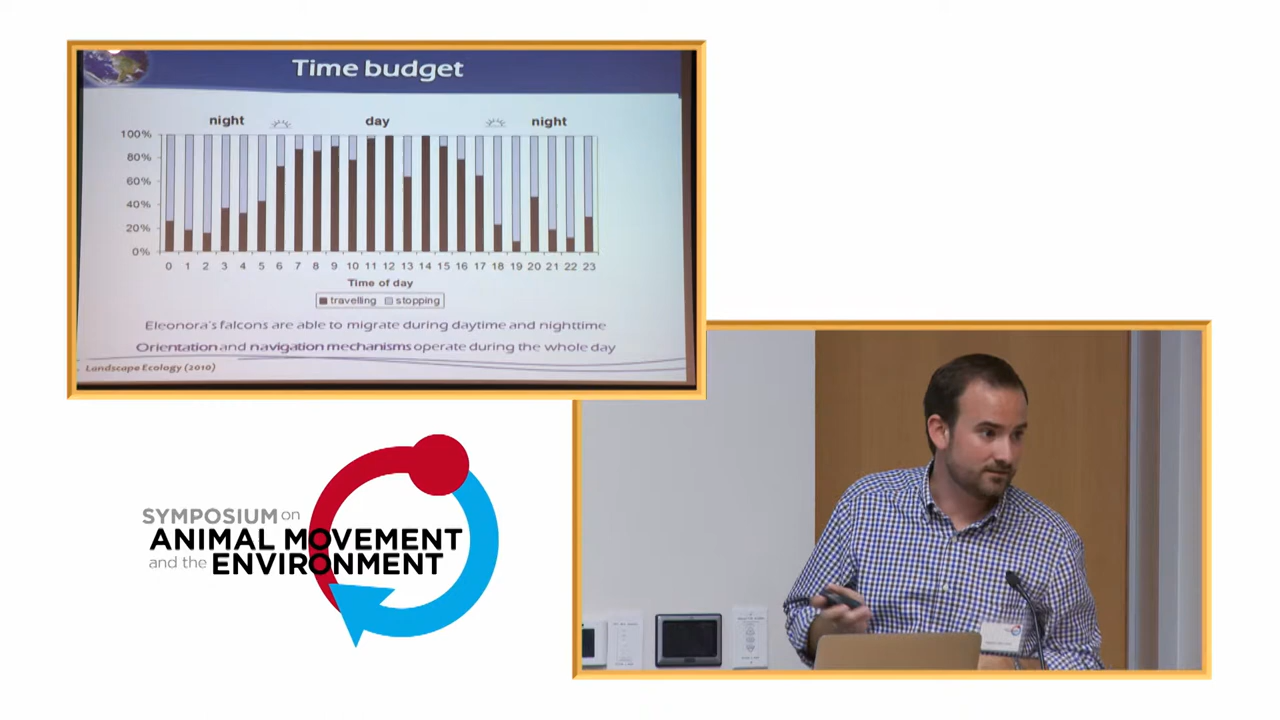 Time budget
night day night
100%
80%
60%
40%
20%
0%
0 1 2 3 4 5 6 7 8 9 10 11 12 13 14 15 16 17 18 19 20 21 22 23
Time of day
travelling stopping
Eleonora's falcons are able to migrate during daytime and nighttime
Orientation and navigation mechanisms operate during the whole day
Landscape Ecology (2010)
SYMPOSIUM on
ANIMAL MOVEMENT
and the ENVIRONMENT